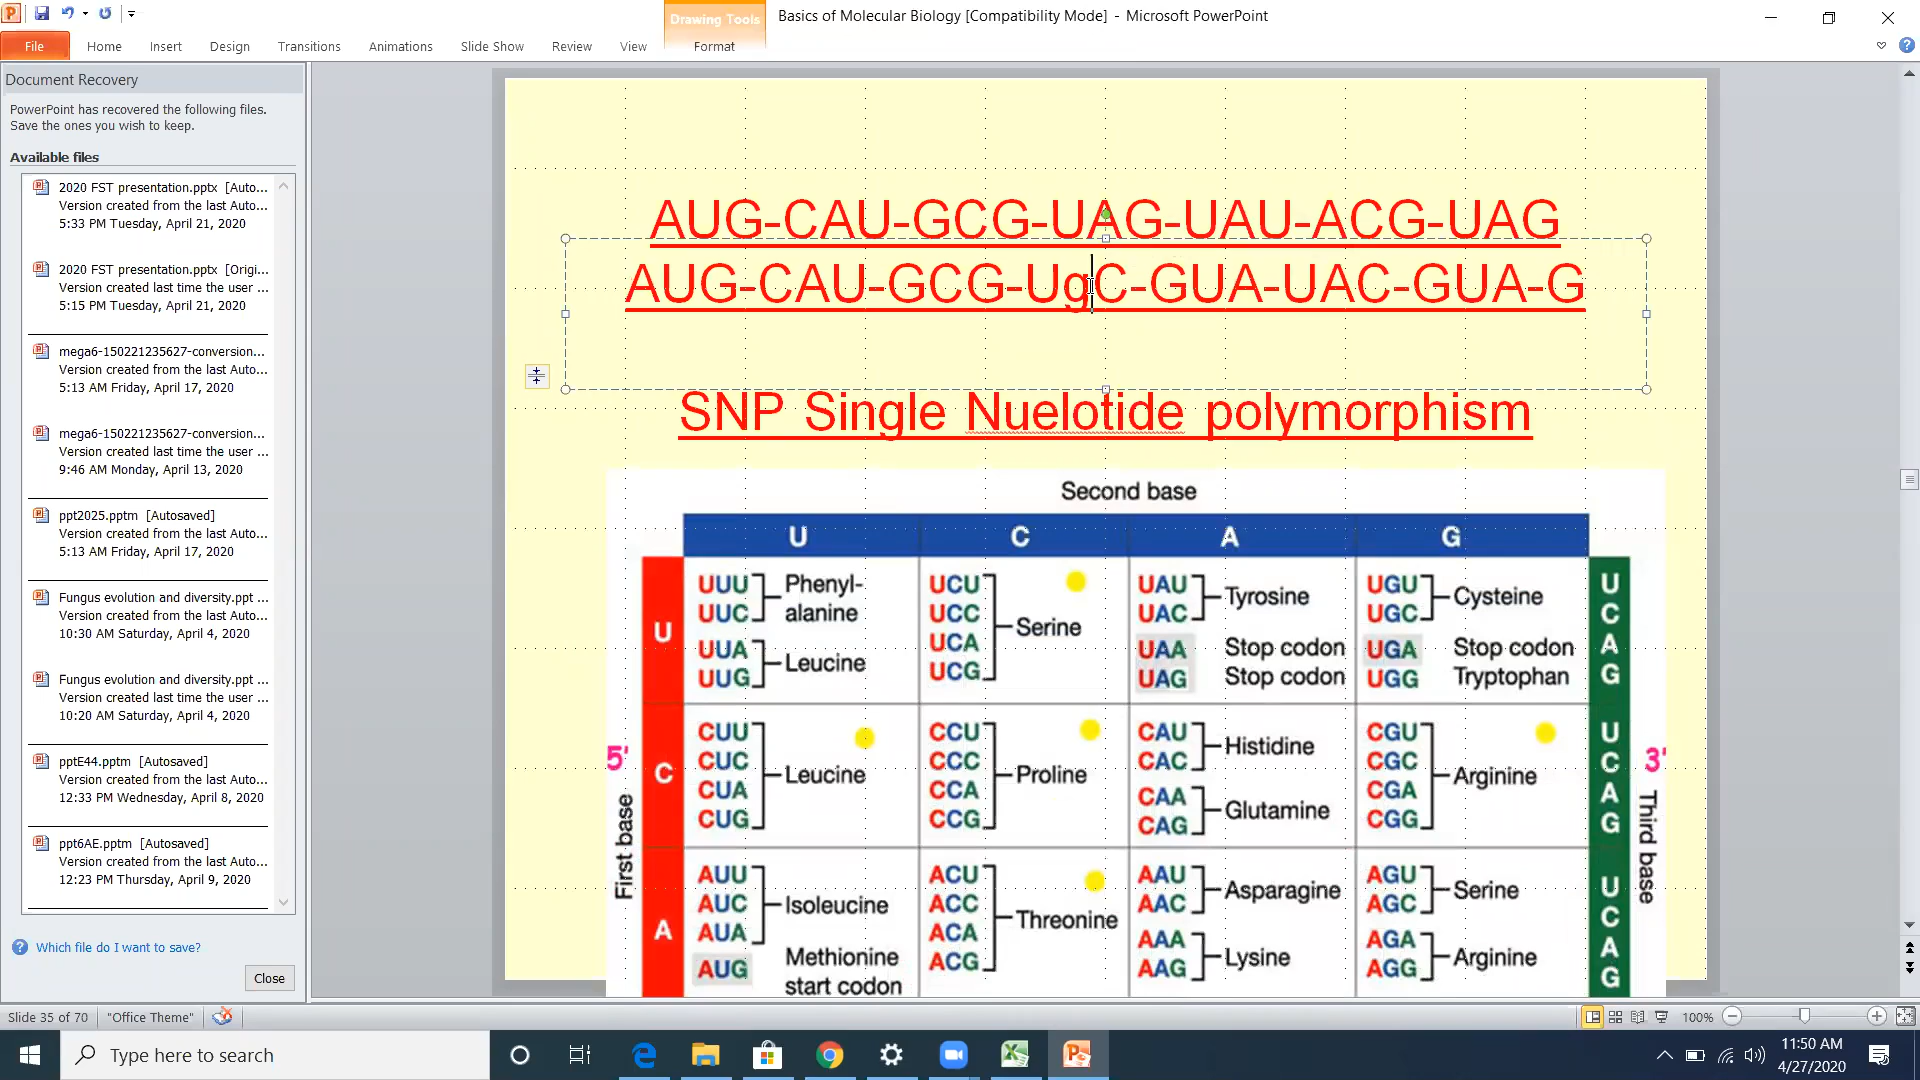 Drawing Tools
Basics of Molecular Biology [Compatibility Mode] - Microsoft PowerPoint
File Home Insert Design Transitions Animations Slide Show Review View Format
Document Recovery
PowerPoint has recovered the following files.
Save the ones you wish to keep.
Available files
2020 FST presentation.pptx [Auto...
Version created from the last Auto...
5:33 PM Tuesday, April 21, 2020
2020 FST presentation.pptx [Origi...
Version created last time the user ...
5:15 PM Tuesday, April 21, 2020
mega6-150221235627-conversion...
Version created from the last Auto...
5:13 AM Friday, April 17, 2020
mega6-150221235627-conversion...
Version created last time the user ...
9:46 AM Monday, April 13, 2020
ppt2025.pptm [Autosaved]
Version created from the last Auto...
5:13 AM Friday, April 17, 2020
Fungus evolution and diversity.ppt ...
Version created from the last Auto...
10:30 AM Saturday, April 4, 2020
Fungus evolution and diversity.ppt ...
Version created last time the user ...
10:20 AM Saturday, April 4, 2020
pptE44.pptm [Autosaved]
Version created from the last Auto...
12:33 PM Wednesday, April 8, 2020
ppt6AE.pptm [Autosaved]
Version created from the last Auto...
12:23 PM Thursday, April 9, 2020
Which file do I want to save?
Close
AUG-CAU-GCG-UAG-UAU-ACG-UAG
AUG-CAU-GCG-UgC-GUA-UAC-GUA-G
SNP Single Nuelotide polymorphism
Second base
U C A G
First base
5'
U
UUU
UUC
Phenyl-
alanine
UUA
UUG
Leucine
UCU
UCC
UCA
UCG
Serine
UAU
UAC
Tyrosine
UAA Stop codon
UAG Stop codon
UGU
UGC
Cysteine
UGA Stop codon
UGG Tryptophan
U
C
A
G
C
CUU
CUC
CUA
CUG
Leucine
CCU
CCC
CCA
CCG
Proline
CAU
CAC
Histidine
CAA
CAG
Glutamine
CGU
CGC
CGA
CGG
Arginine
U
C
A
G
A
AUU
AUC
AUA
Isoleucine
AUG
Methionine
start codon
ACU
ACC
ACA
ACG
Threonine
AAU
AAC
Asparagine
AAA
AAG
Lysine
AGU
AGC
Serine
AGA
AGG
Arginine
U
C
A
G
3'
Third base
Slide 35 of 70 "Office Theme" 100%
Type here to search
11:50 AM
4/27/2020